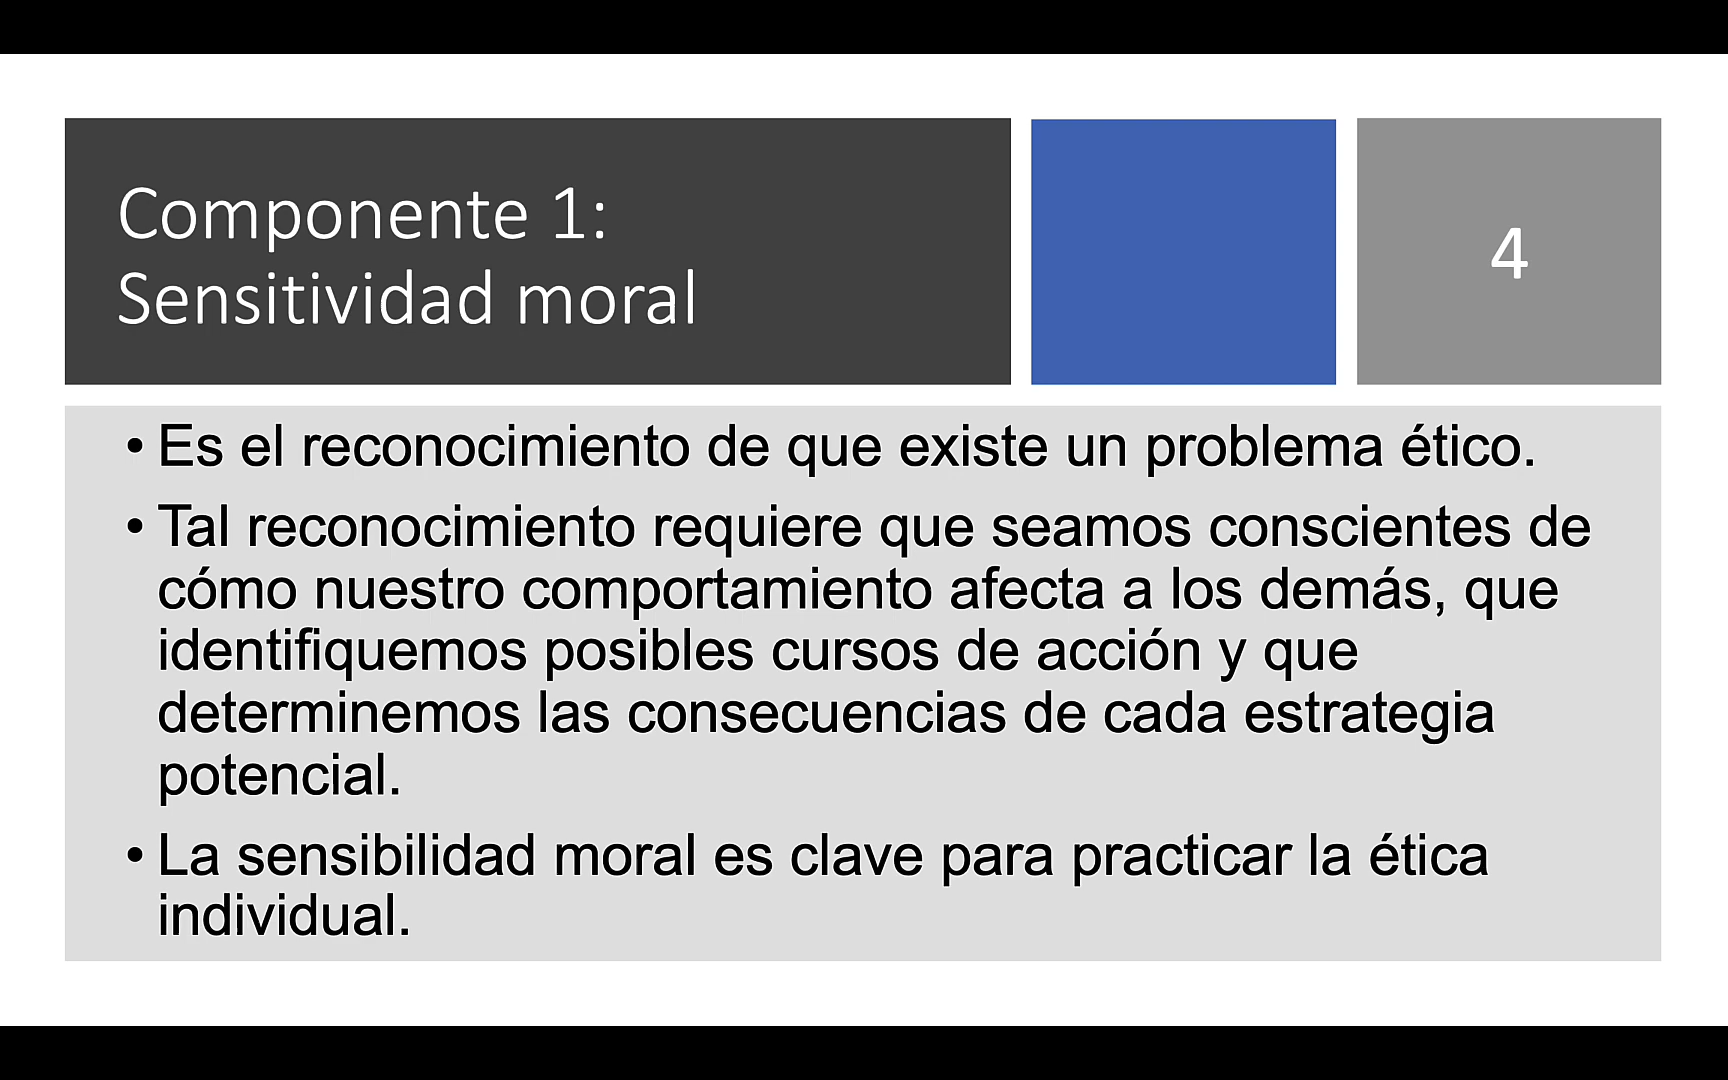 Componente 1:
Sensitividad moral
4
• Es el reconocimiento de que existe un problema ético.
• Tal reconocimiento requiere que seamos conscientes de
cómo nuestro comportamiento afecta a los demás, que
identifiquemos posibles cursos de acción y que
determinemos las consecuencias de cada estrategia
potencial.
• La sensibilidad moral es clave para practicar la ética
individual.